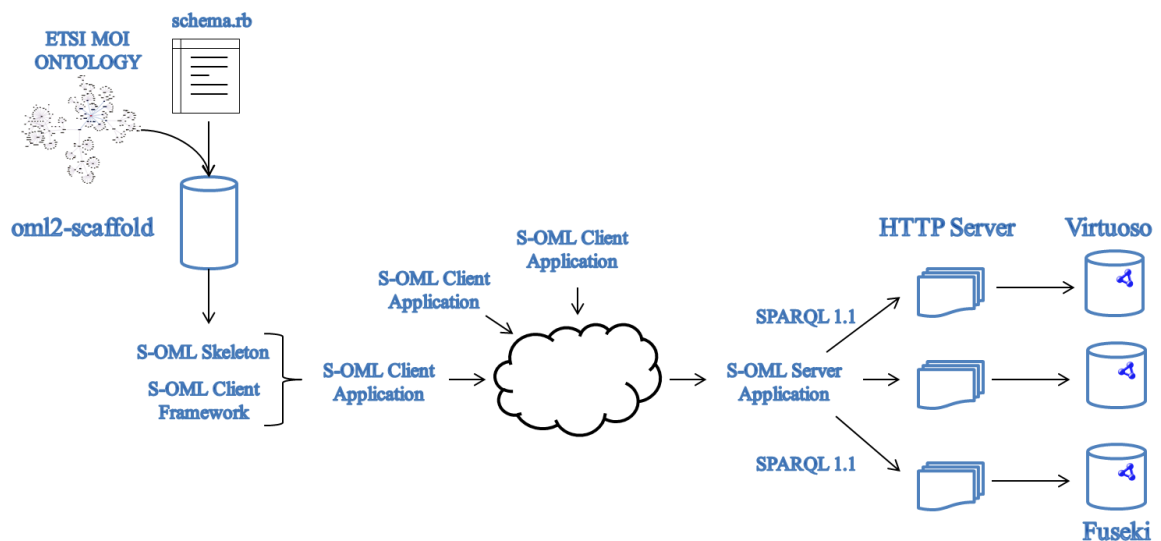 schema.rb
ETSI MOI
ONTOLOGY
oml2-scaffold
S-OML Skeleton
S-OML Client
Framework
S-OML Client
Application
S-OML Client
Application
S-OML Client
Application
SPARQL 1.1
S-OML Server
Application
SPARQL 1.1
HTTP Server
Virtuoso
Fuseki